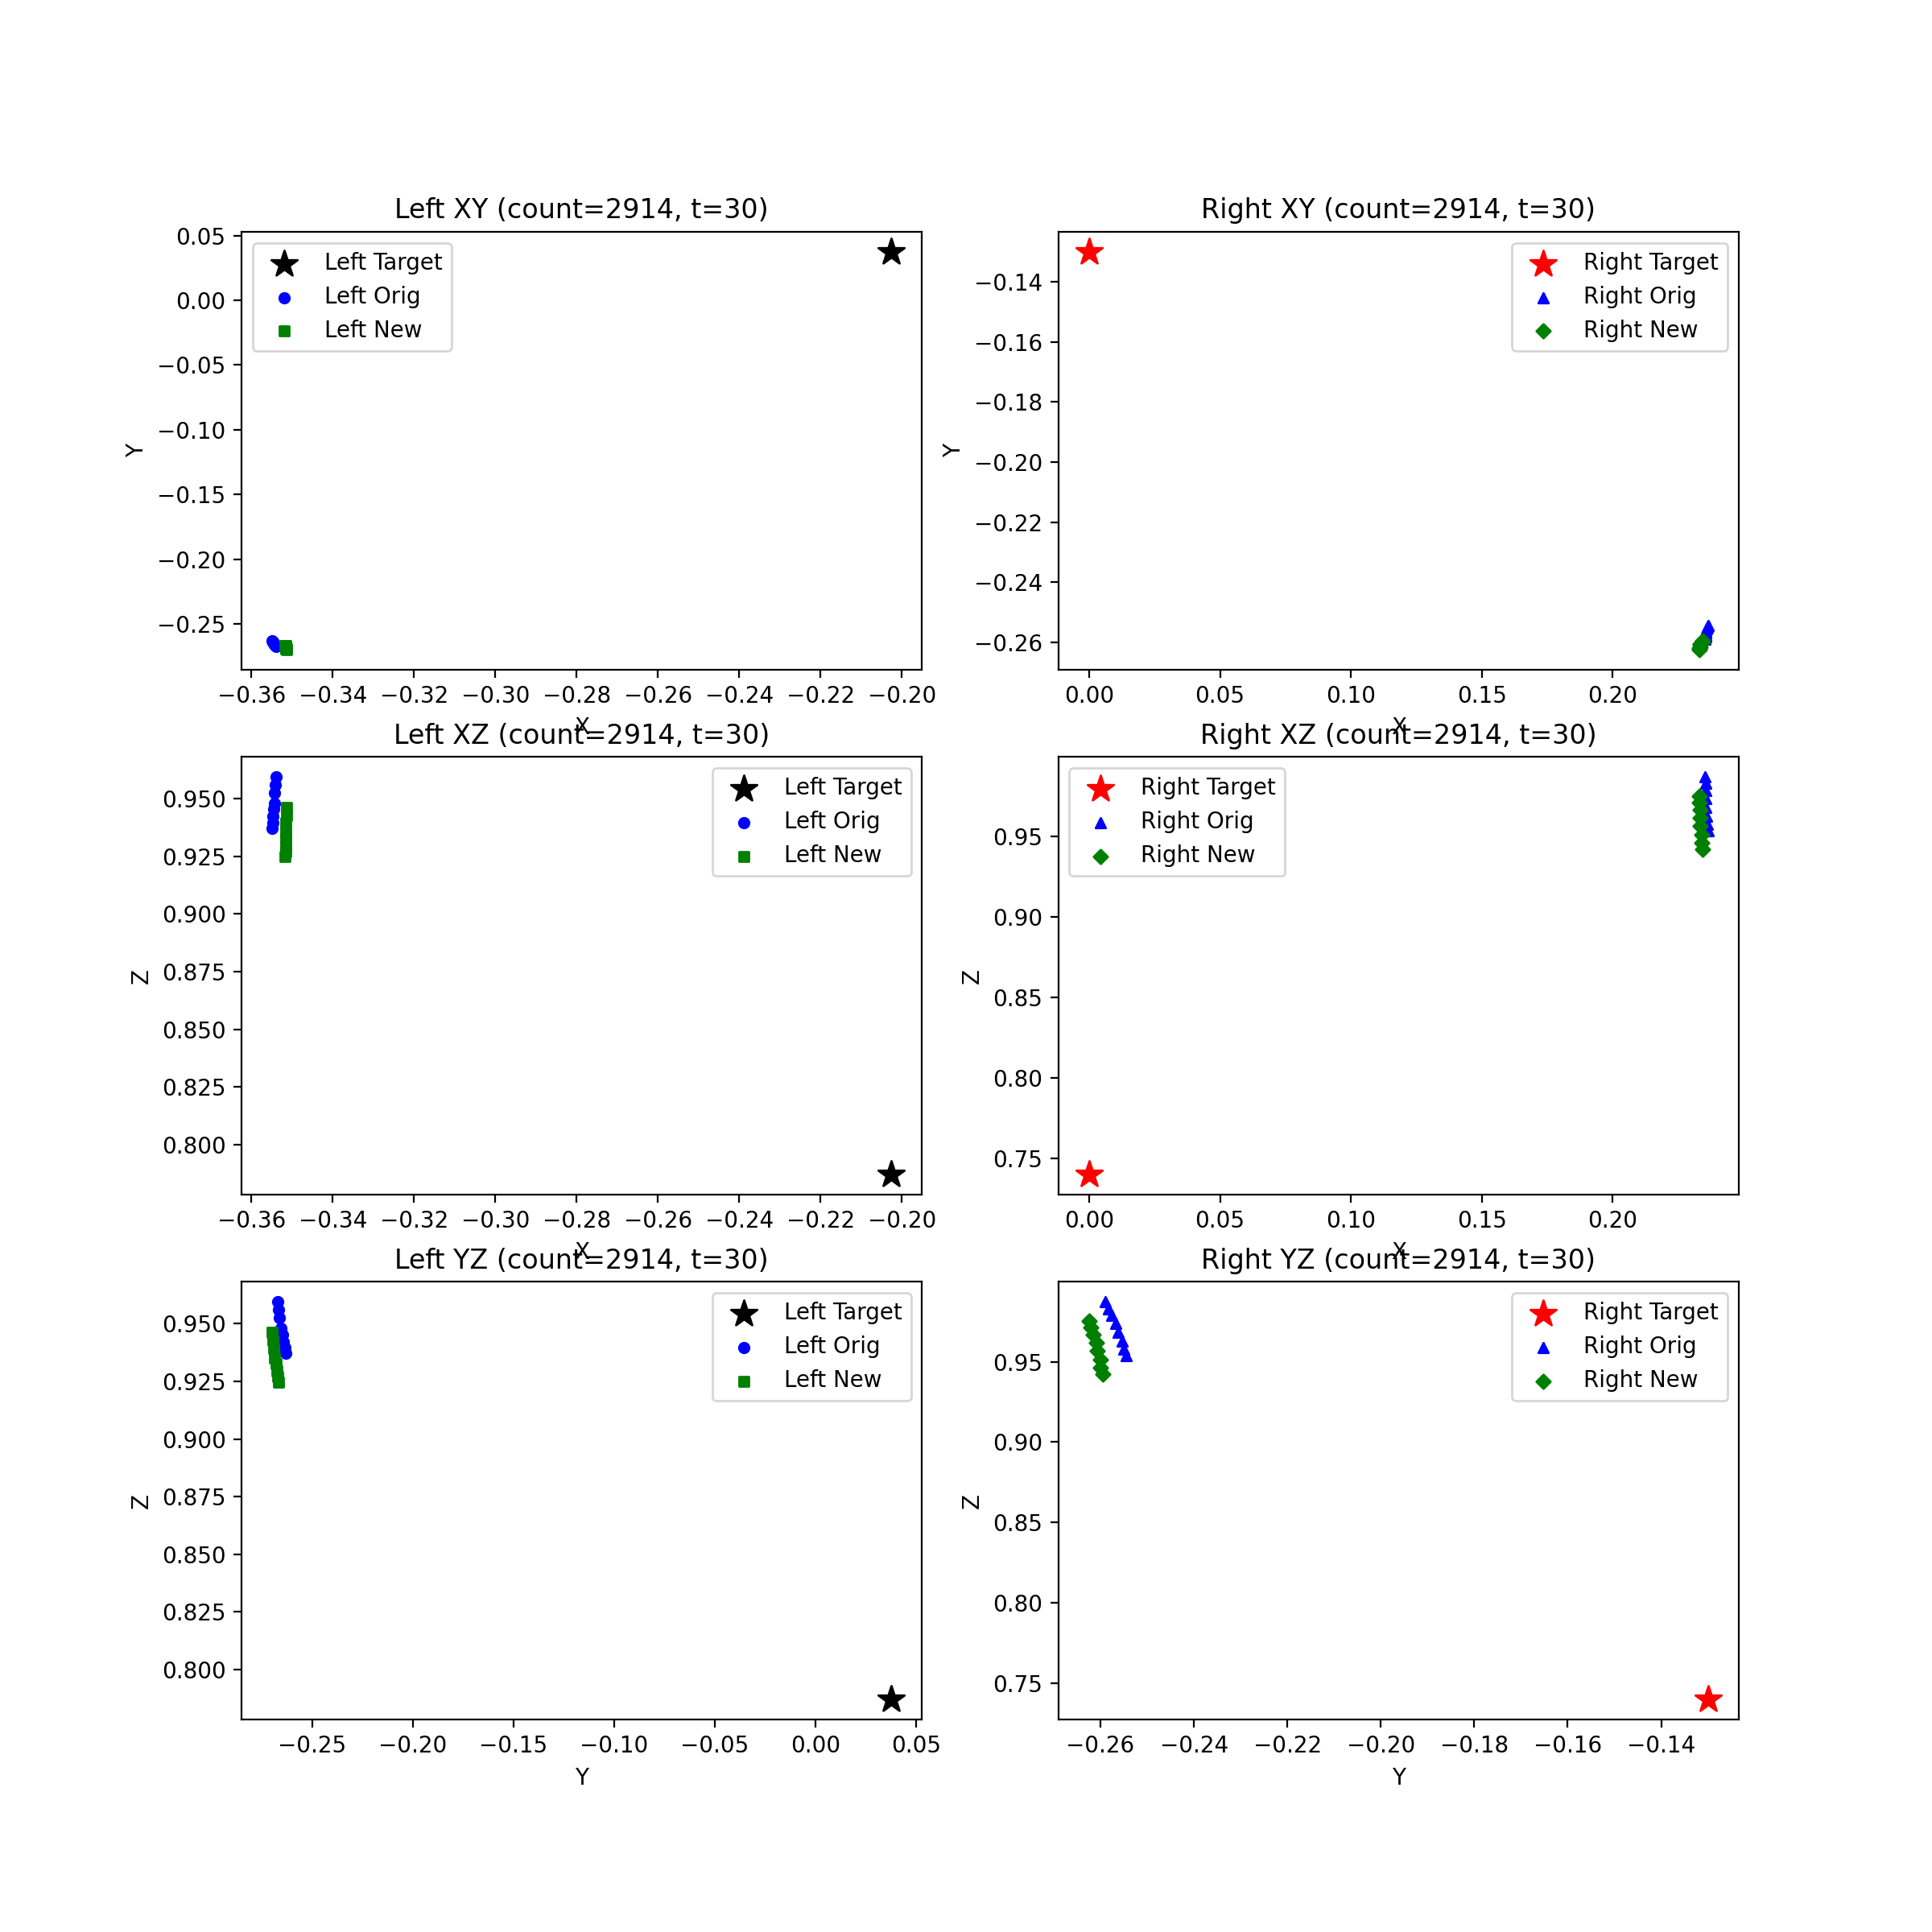 Left XY (count=2914, t=30)
Left Target
Left Orig
Left New
0.05
0.00
−0.05
−0.10
−0.15
−0.20
−0.25
Y
−0.36 −0.34 −0.32 −0.30 −0.28 −0.26 −0.24 −0.22 −0.20
X
Right XY (count=2914, t=30)
Right Target
Right Orig
Right New
−0.14
−0.16
−0.18
−0.20
−0.22
−0.24
−0.26
Y
0.00 0.05 0.10 0.15 0.20
X
Left XZ (count=2914, t=30)
Left Target
Left Orig
Left New
0.950
0.925
0.900
0.875
0.850
0.825
0.800
Z
−0.36 −0.34 −0.32 −0.30 −0.28 −0.26 −0.24 −0.22 −0.20
X
Right XZ (count=2914, t=30)
Right Target
Right Orig
Right New
0.95
0.90
0.85
0.80
0.75
Z
0.00 0.05 0.10 0.15 0.20
X
Left YZ (count=2914, t=30)
Left Target
Left Orig
Left New
0.950
0.925
0.900
0.875
0.850
0.825
0.800
Z
−0.25 −0.20 −0.15 −0.10 −0.05 0.00 0.05
Y
Right YZ (count=2914, t=30)
Right Target
Right Orig
Right New
0.95
0.90
0.85
0.80
0.75
Z
−0.26 −0.24 −0.22 −0.20 −0.18 −0.16 −0.14
Y